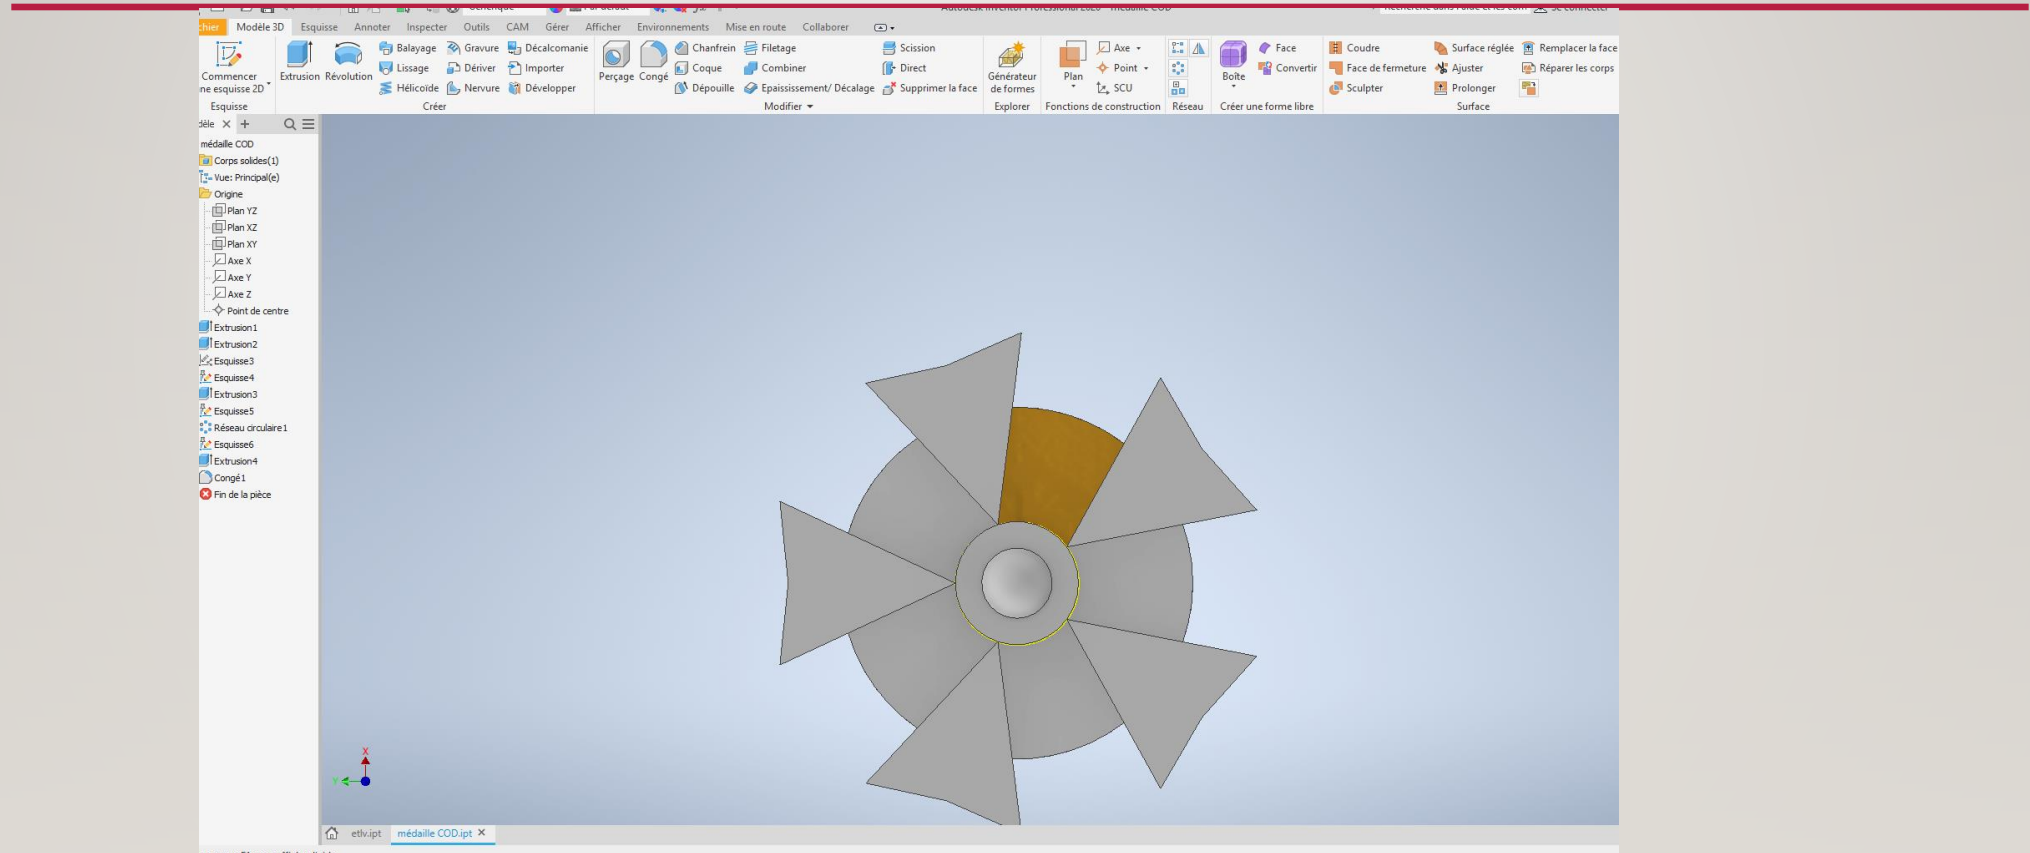 Modèle 3D Esquisse Annoter Inspecter Outils CAM Gérer Afficher Environnements Mise en route Collaborer
Commencer
une esquisse 2D
Esquisse
Extrusion Révolution
Balayage Gravure Décalcomanie
Lissage Dériver Importer
Hélicoïde Nervure Développer
Créer
Perçage Congé
Chanfrein Filetage Scission
Coque Combiner Direct
Dépouille Epaississement/ Décalage Supprimer la face
Modifier
Générateur
de formes
Explorer
Plan
Axe
Point
SCU
Fonctions de construction
Réseau
Boîte
Face
Convertir
Créer une forme libre
Coudre Surface réglée Remplacer la face
Face de fermeture Ajuster Réparer les corps
Sculpter Prolonger
Surface
médaille COD
Corps solides(1)
Vue: Principal(e)
Origine
Plan YZ
Plan XZ
Plan XY
Axe X
Axe Y
Axe Z
Point de centre
Extrusion1
Extrusion2
Esquisse3
Esquisse4
Extrusion3
Esquisse5
Réseau circulaire1
Esquisse6
Extrusion4
Congé1
Fin de la pièce
X
Y
etlv.ipt médaille COD.ipt